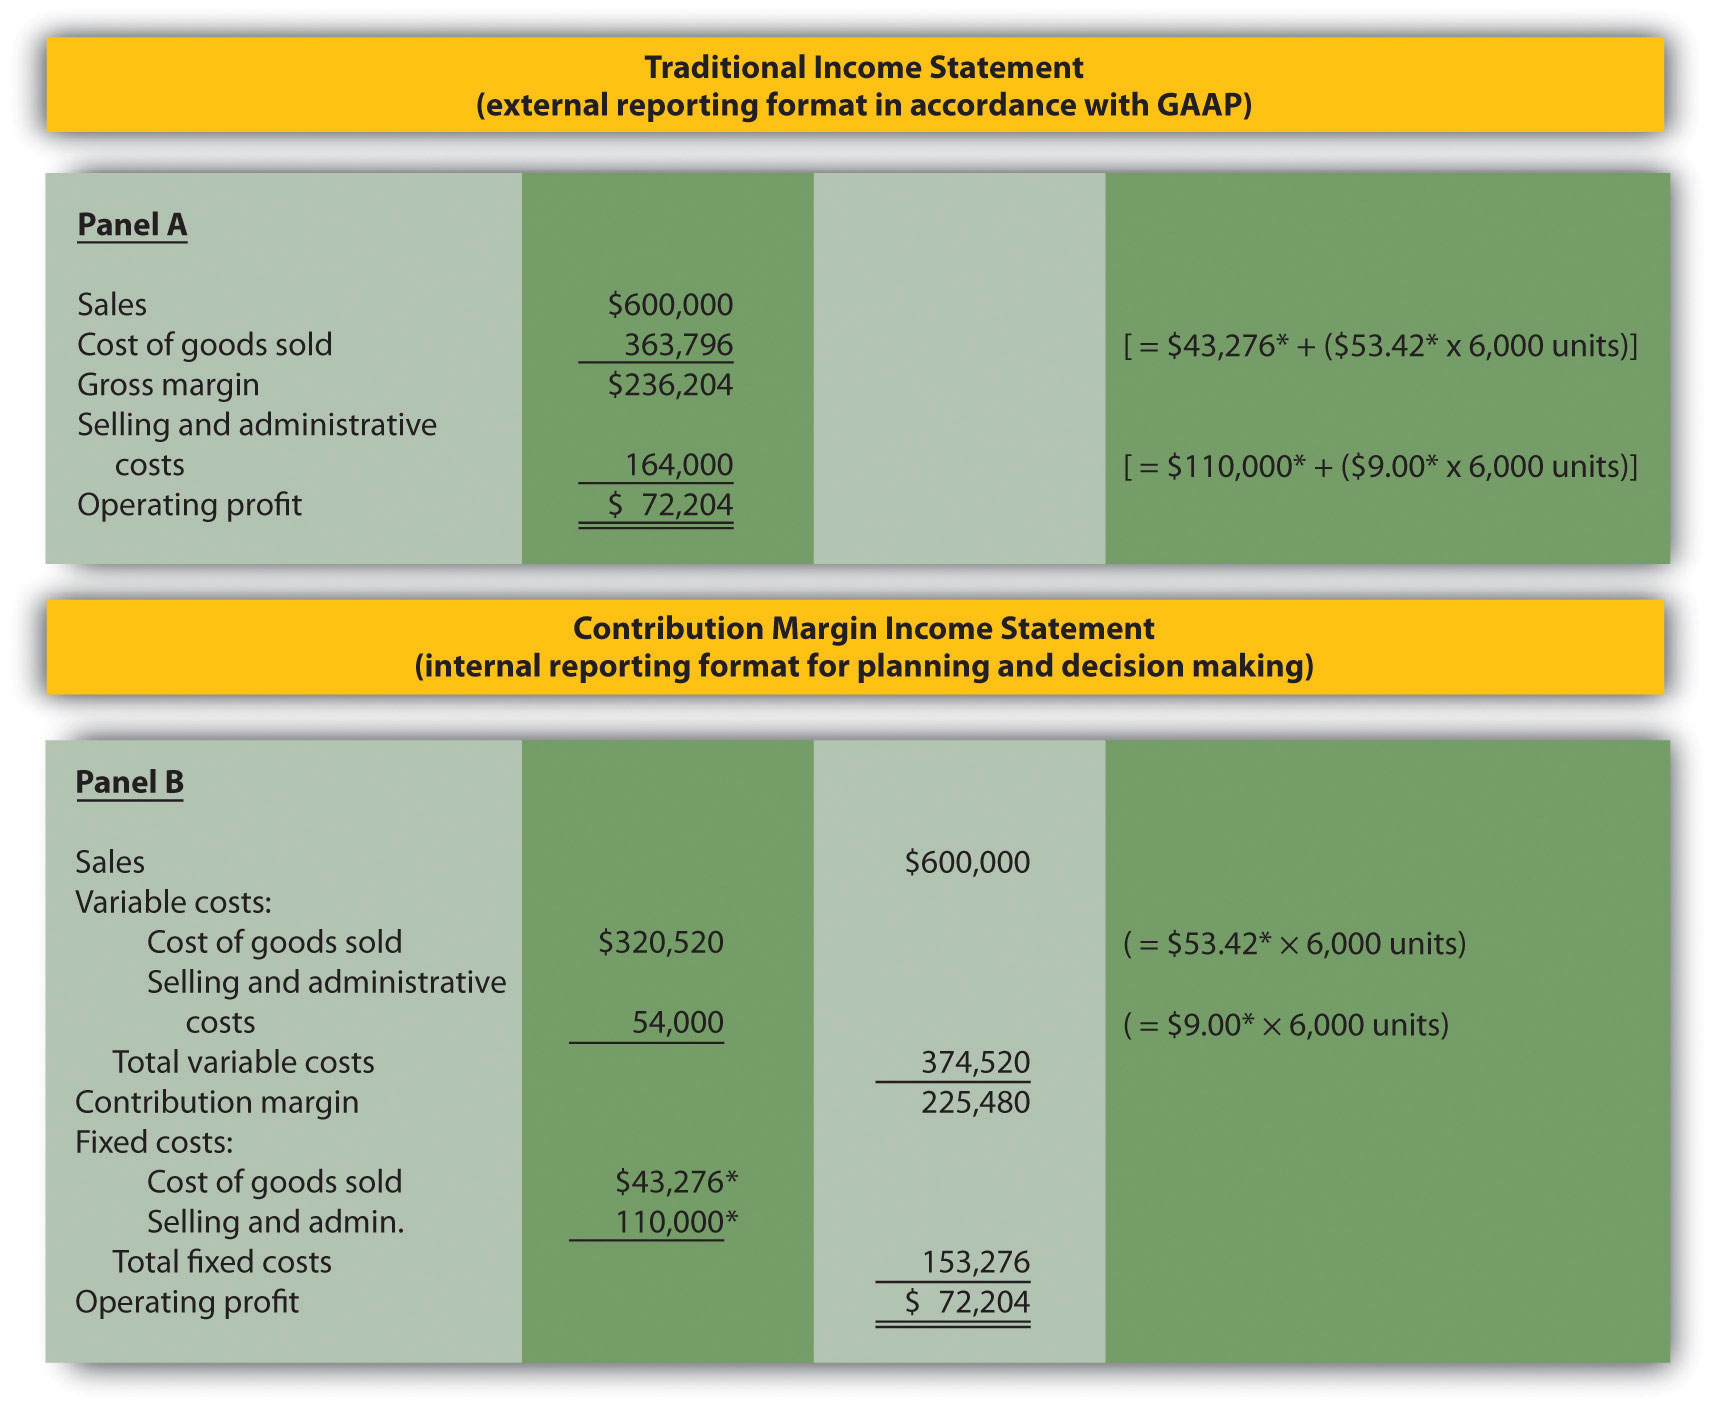 Traditional Income Statement
(external reporting format in accordance with GAAP)
Panel A
Sales $600,000
Cost of goods sold 363,796 [ = $43,276* + ($53.42* x 6,000 units)]
Gross margin $236,204
Selling and administrative
costs 164,000 [ = $110,000* + ($9.00* x 6,000 units)]
Operating profit $ 72,204
Contribution Margin Income Statement
(internal reporting format for planning and decision making)
Panel B
Sales $600,000
Variable costs:
Cost of goods sold $320,520 ( = $53.42* × 6,000 units)
Selling and administrative
costs 54,000 ( = $9.00* × 6,000 units)
Total variable costs 374,520
Contribution margin 225,480
Fixed costs:
Cost of goods sold $43,276*
Selling and admin. 110,000*
Total fixed costs 153,276
Operating profit $ 72,204